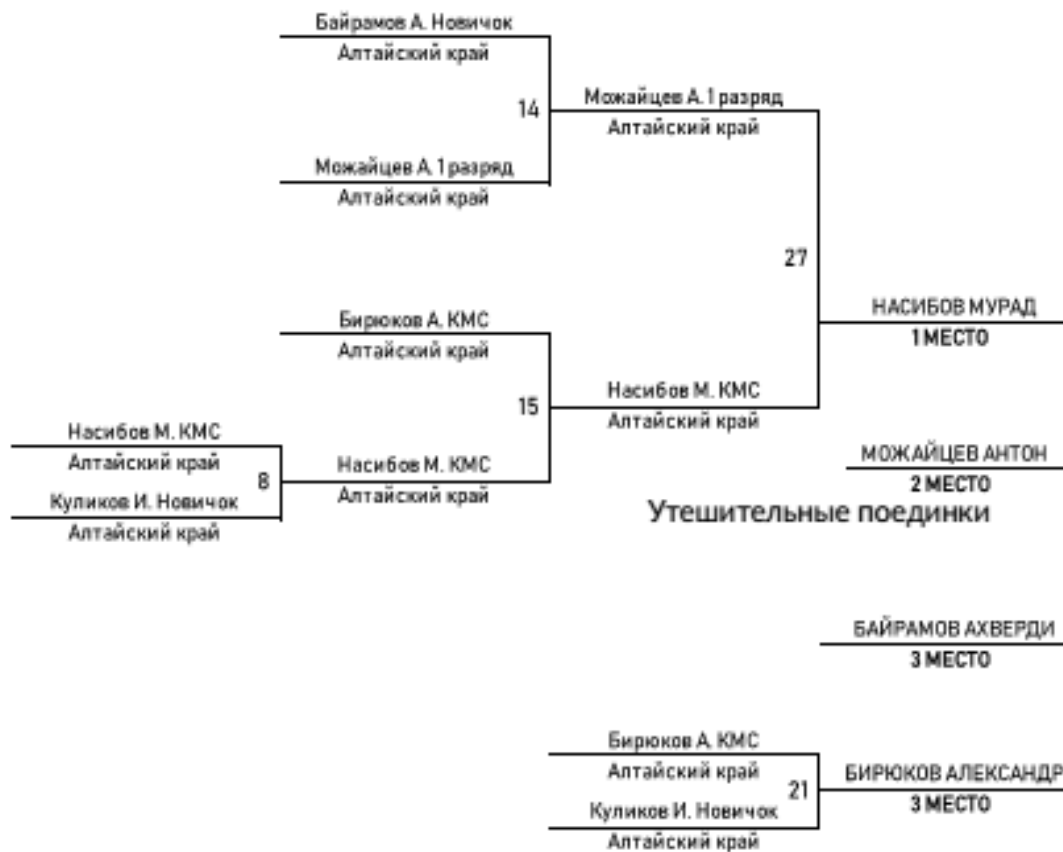 Байрамов А. Новичок
Алтайский край
14
Можайцев А. 1 разряд
Алтайский край
Можайцев А. 1 разряд
Алтайский край
27
НАСИБОВ МУРАД
1 МЕСТО
Бирюков А. КМС
Алтайский край
15
Насибов М. КМС
Алтайский край
Насибов М. КМС
Алтайский край
8
Насибов М. КМС
Алтайский край
Куликов И. Новичок
Алтайский край
МОЖАЙЦЕВ АНТОН
2 МЕСТО
Утешительные поединки
БАЙРАМОВ АХВЕРДИ
3 МЕСТО
Бирюков А. КМС
Алтайский край
21
БИРЮКОВ АЛЕКСАНДР
3 МЕСТО
Куликов И. Новичок
Алтайский край